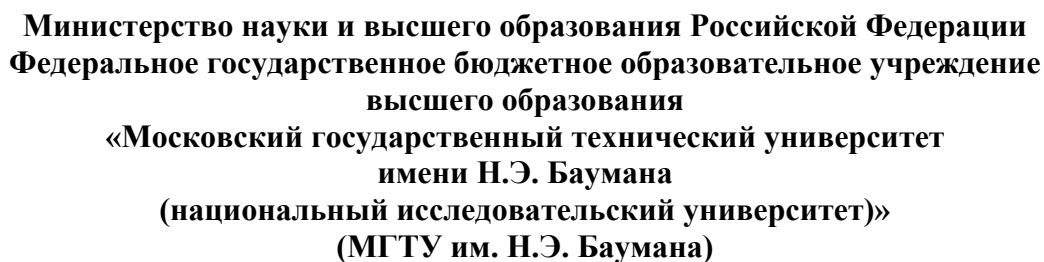 Министерство науки и высшего образования Российской Федерации
Федеральное государственное бюджетное образовательное учреждение
высшего образования
«Московский государственный технический университет
имени Н.Э. Баумана
(национальный исследовательский университет)»
(МГТУ им. Н.Э. Баумана)